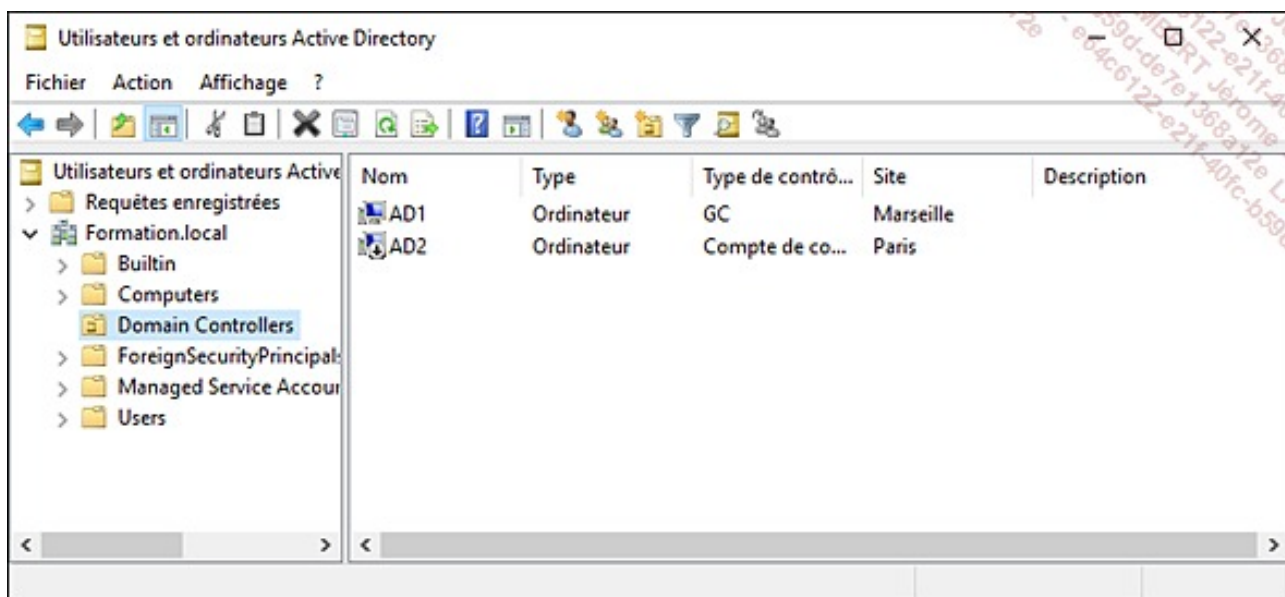 Utilisateurs et ordinateurs Active Directory
Fichier Action Affichage ?
Utilisateurs et ordinateurs Active
Requêtes enregistrées
Formation.local
Builtin
Computers
Domain Controllers
ForeignSecurityPrincipals
Managed Service Accour
Users
Nom Type Type de contrô... Site Description
AD1 Ordinateur GC Marseille
AD2 Ordinateur Compte de co... Paris